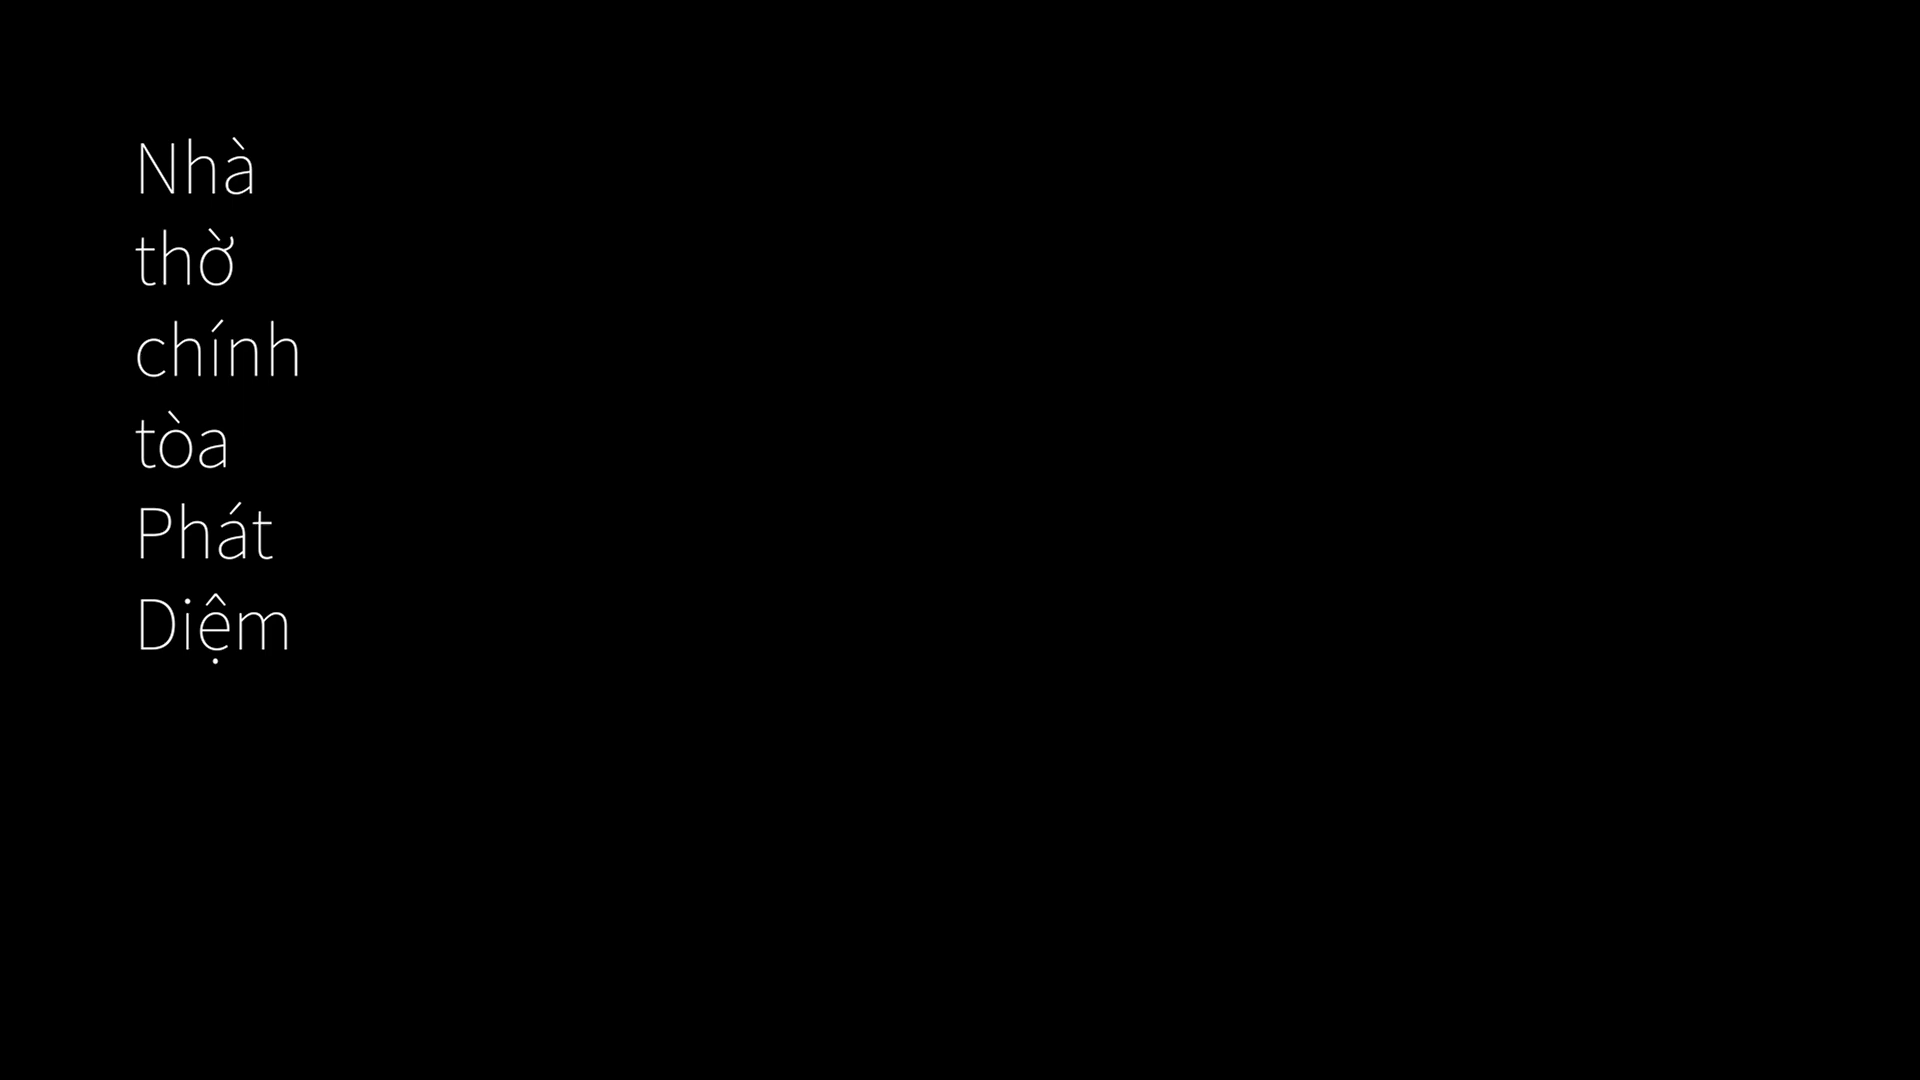 Nhà
thờ
chính
tòa
Phát
Diệm